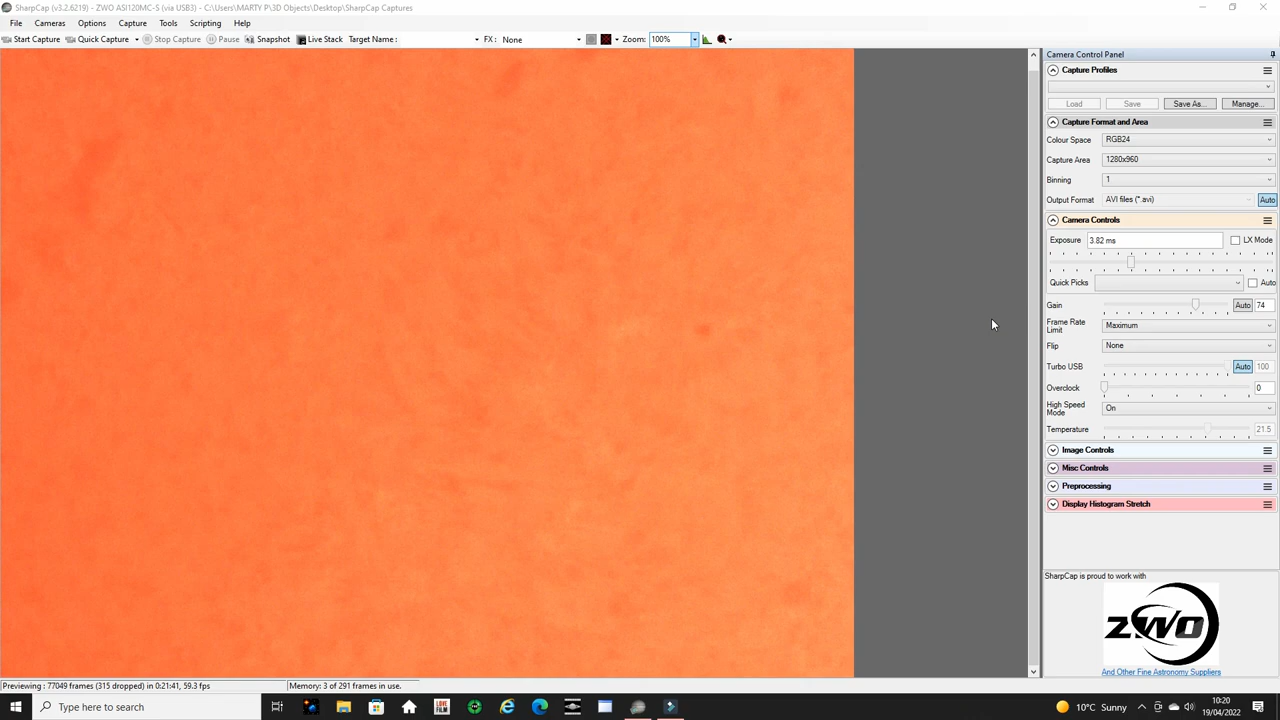 SharpCap (v3.2.6219) - ZWO ASI120MC-S (via USB3) - C:\Users\MARTY P\3D Objects\Desktop\SharpCap Captures
File Cameras Options Capture Tools Scripting Help
Start Capture Quick Capture Stop Capture Pause Snapshot Live Stack Target Name : FX : None Zoom: 100%
Camera Control Panel
Capture Profiles
Load Save Save As... Manage...
Capture Format and Area
Colour Space RGB24
Capture Area 1280x960
Binning 1
Output Format AVI files (*.avi) Auto
Camera Controls
Exposure 3.82 ms LX Mode
Quick Picks Auto
Gain Auto 74
Frame Rate Limit Maximum
Flip None
Turbo USB Auto 100
Overclock 0
High Speed Mode On
Temperature 21.5
Image Controls
Misc Controls
Preprocessing
Display Histogram Stretch
SharpCap is proud to work with
ZWO
And Other Fine Astronomy Suppliers
Previewing : 77049 frames (315 dropped) in 0:21:41, 59.3 fps Memory: 3 of 291 frames in use.
Type here to search
LOVE FILM
10°C Sunny
10:20
19/04/2022